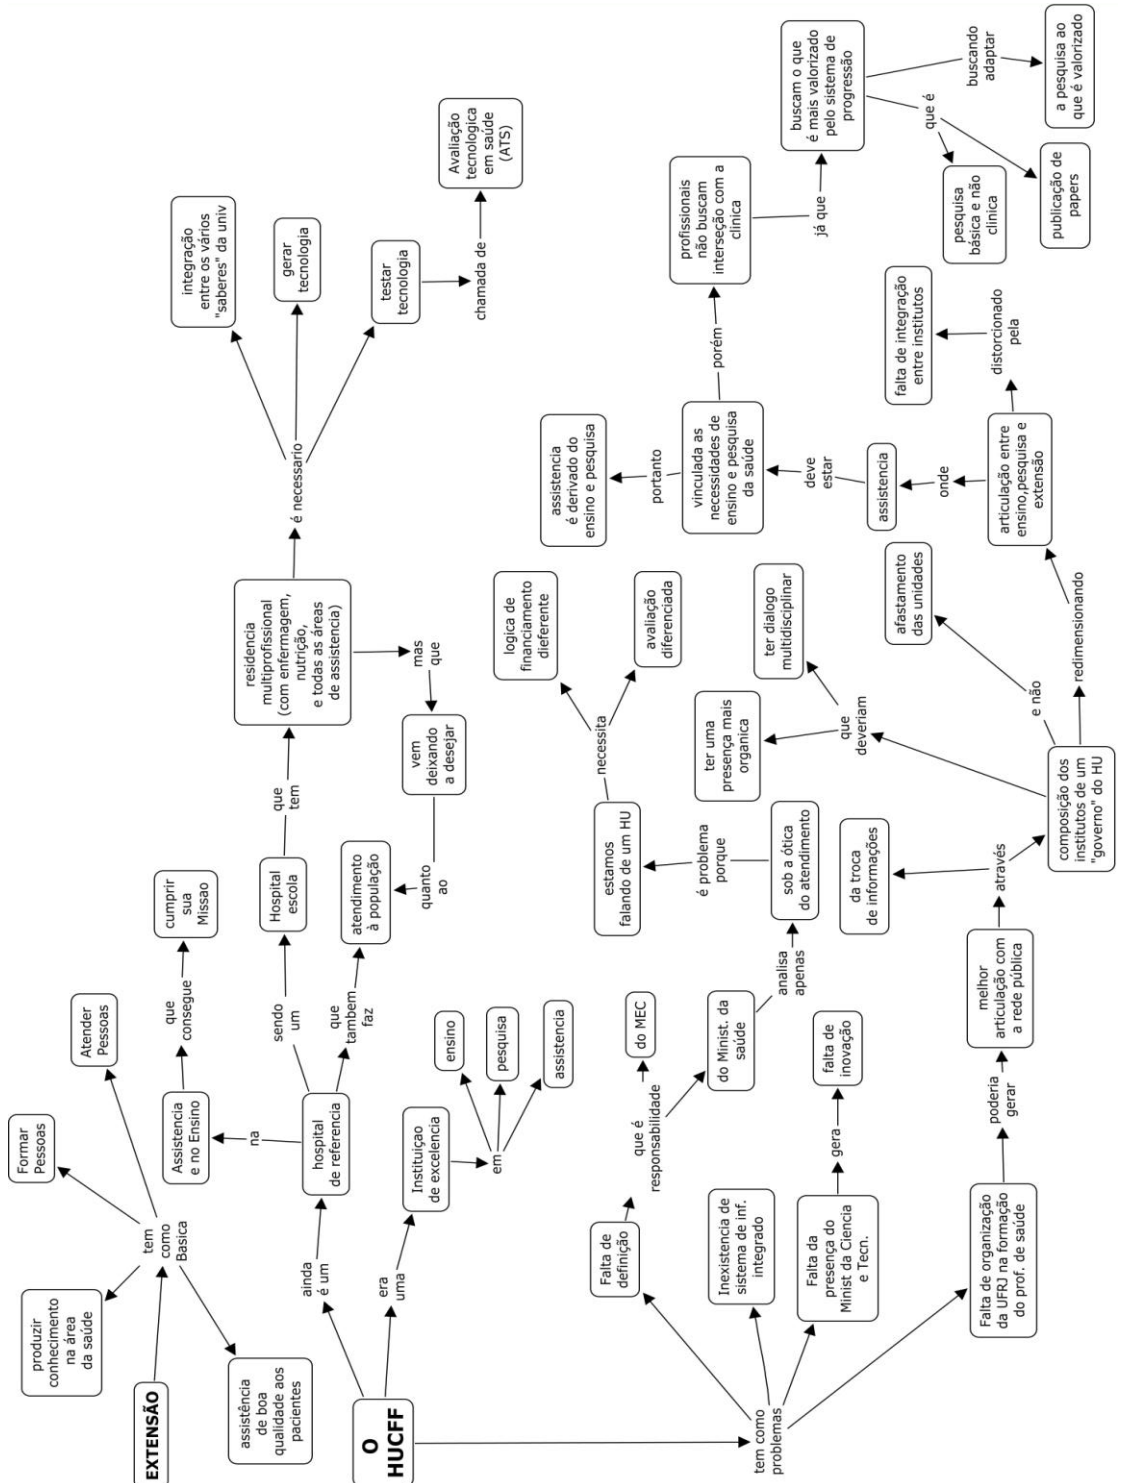 EXTENSÃO
tem
como
Basica
produzir
conhecimento
na área
da saúde
Formar
Pessoas
Atender
Pessoas
assistência
de boa
qualidade aos
pacientes
O
HUCFF
ainda
é um
hospital
de referencia
na
Assistencia
e no Ensino
que
consegue
cumprir
sua
Missao
sendo
um
Hospital
escola
que
tem
residencia
multiprofissional
(com enfermagem,
nutrição,
e todas as áreas
de assistencia)
é necessario
integração
entre os vários
"saberes" da univ
gerar
tecnologia
testar
tecnologia
chamada de
Avaliação
tecnologica
em saúde
(ATS)
mas
que
vem
deixando
a desejar
quanto
ao
que
tambem
faz
atendimento
à população
era
uma
Instituiçao
de excelencia
em
ensino
pesquisa
assistencia
tem como
problemas
Falta de
definição
que é
responsabilidade
do MEC
do Minist. da
saúde
analisa
apenas
sob a ótica
do atendimento
é problema
porque
estamos
falando de um HU
necessita
logica de
financiamento
dieferente
avaliação
diferenciada
Inexistencia de
sistema de inf.
integrado
Falta da
presença do
Minist da Ciencia
e Tecn.
gera
falta de
inovação
Falta de organização
da UFRJ na formação
do prof. de saúde
poderia
gerar
melhor
articulação com
a rede pública
através
da troca
de informações
composição dos
institutos de um
"governo" do HU
que
deveriam
ter uma
presença mais
organica
ter dialogo
multidisciplinar
e não
afastamento
das unidades
redimensionando
articulação entre
ensino,pesquisa e
extensão
distorcionado
pela
falta de integração
entre institutos
onde
assistencia
deve
estar
vinculada as
necessidades de
ensino e pesquisa
da saúde
portanto
assistencia
é derivado do
ensino e pesquisa
porém
profissionais
não buscam
interseção com a
clinica
já que
buscam o que
é mais valorizado
pelo sistema de
progressão
que é
pesquisa
básica e não
clinica
publicação de
papers
buscando
adaptar
a pesquisa ao
que é valorizado